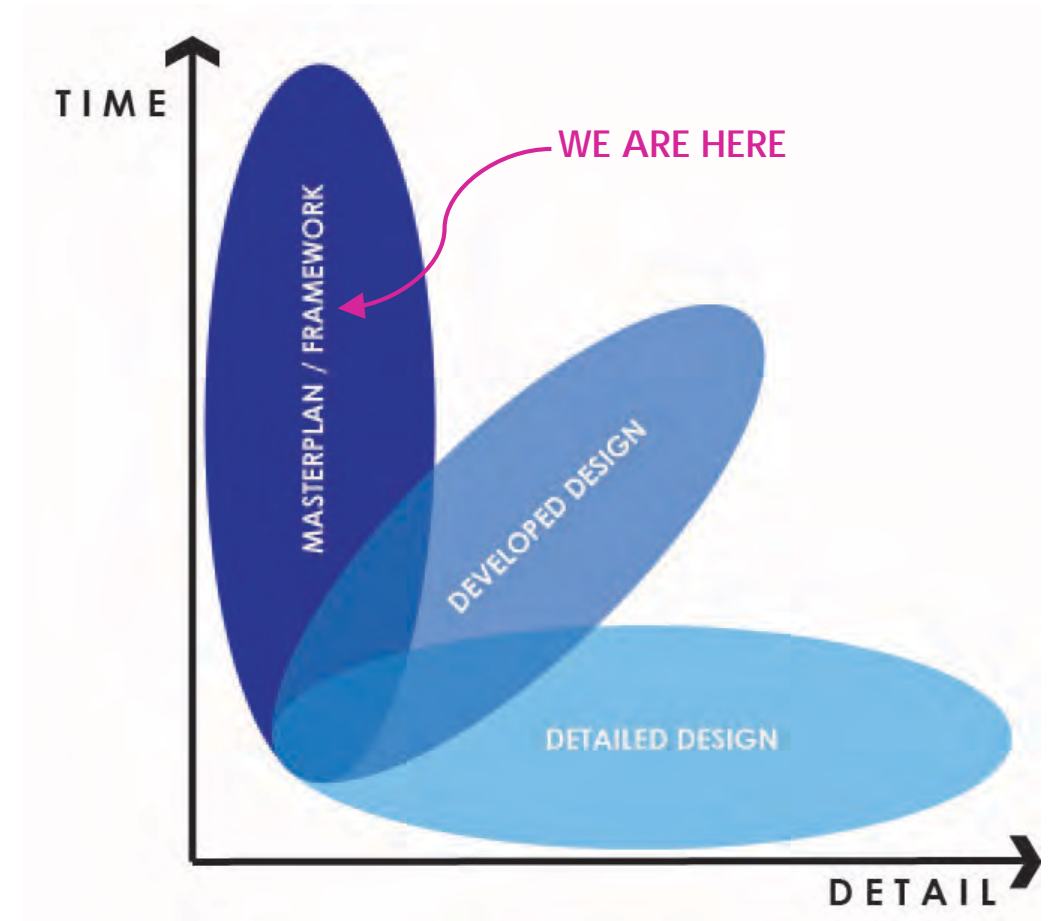 TIME
WE ARE HERE
MASTERPLAN / FRAMEWORK
DEVELOPED DESIGN
DETAILED DESIGN
DETAIL